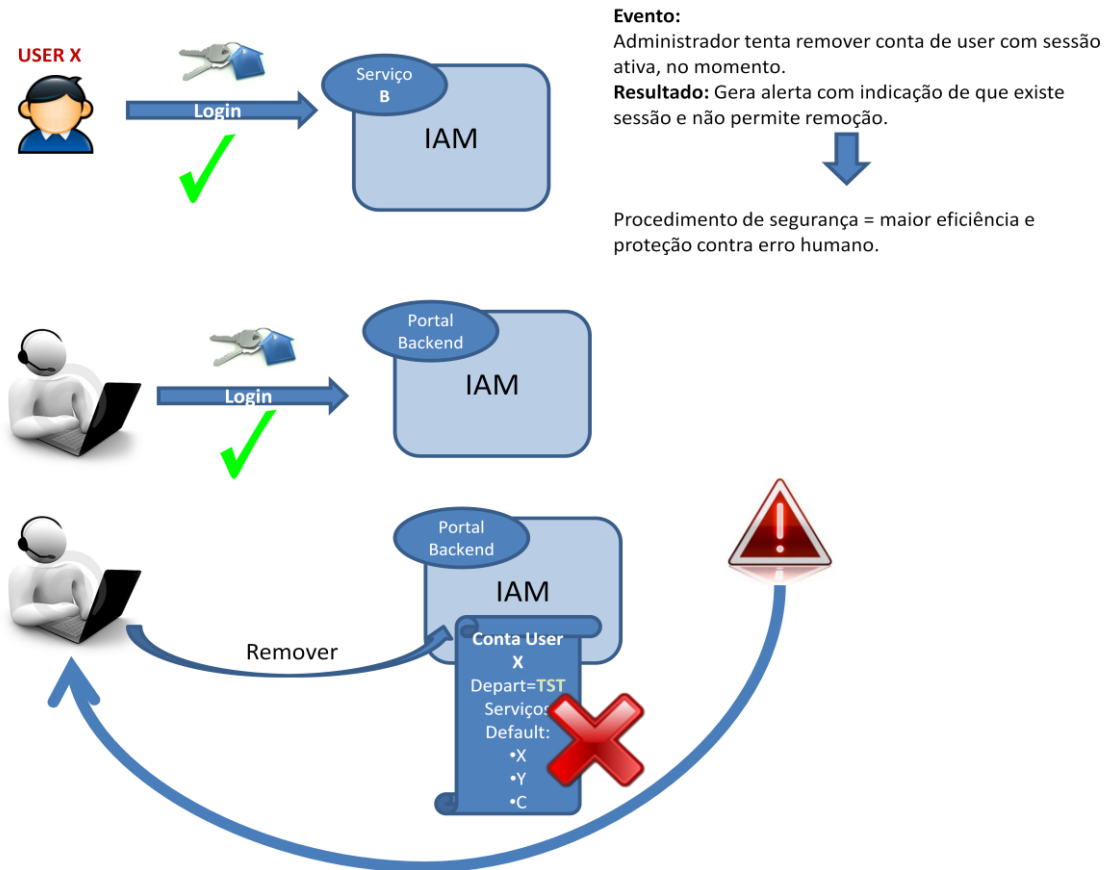 USER X
Login
Serviço
B
IAM
Evento:
Administrador tenta remover conta de user com sessão
ativa, no momento.
Resultado: Gera alerta com indicação de que existe
sessão e não permite remoção.
Procedimento de segurança = maior eficiência e
proteção contra erro humano.
Login
Portal
Backend
IAM
Remover
Portal
Backend
IAM
Conta User
X
Depart=TST
Serviços
Default:
•X
•Y
•C